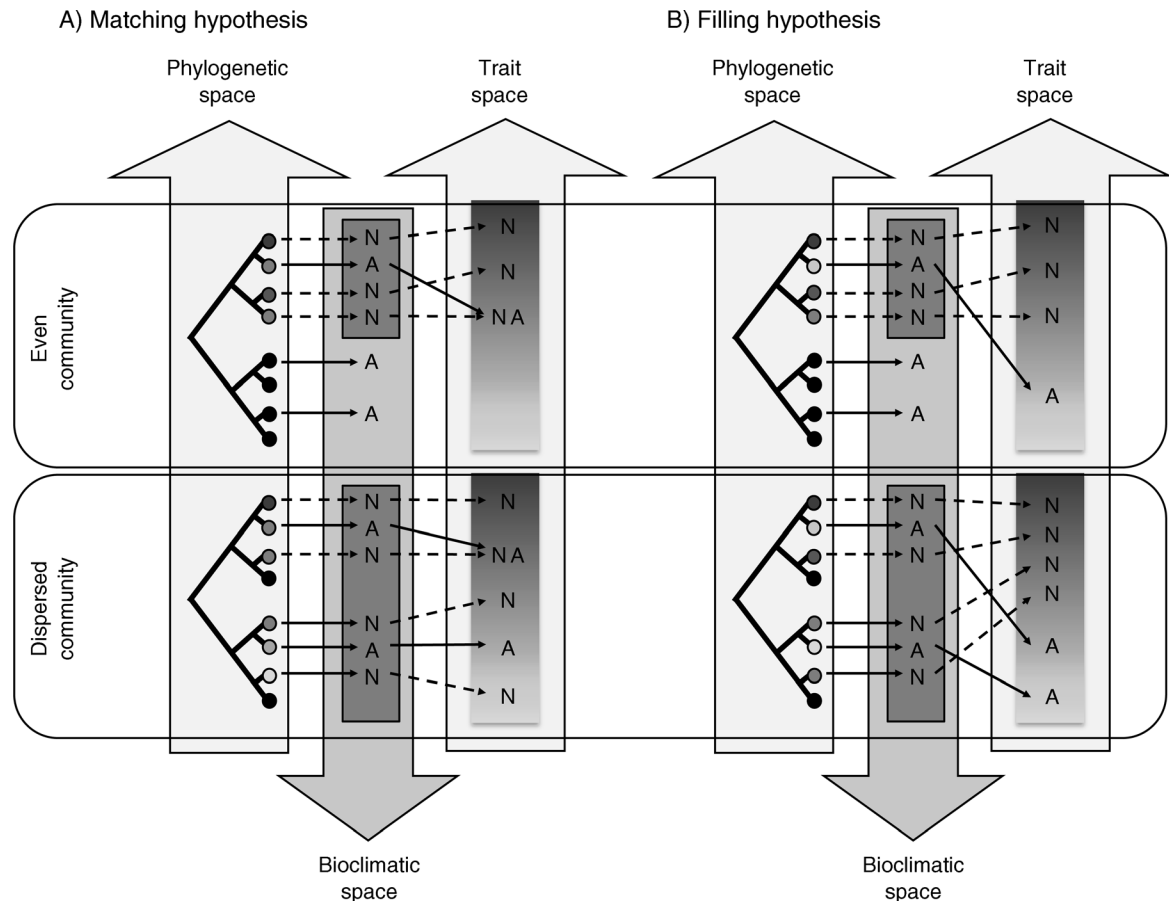 A) Matching hypothesis
B) Filling hypothesis
Phylogenetic
space
Trait
space
Phylogenetic
space
Trait
space
Even
community
N
A
N
N
A
A
N
N
N A
N
A
N
N
A
A
N
N
N
A
Dispersed
community
N
A
N
N
A
N
N
N A
N
A
N
N
A
N
N
A
N
N
N
N
N
A
A
Bioclimatic
space
Bioclimatic
space